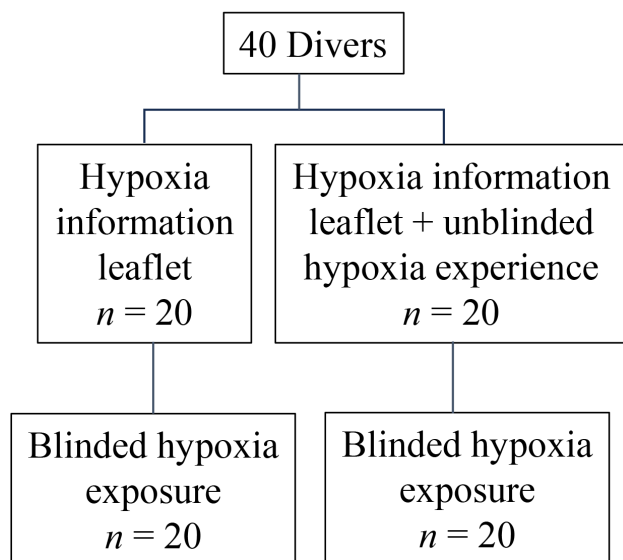 40 Divers
Hypoxia
information
leaflet
n = 20
Hypoxia information
leaflet + unblinded
hypoxia experience
n = 20
Blinded hypoxia
exposure
n = 20
Blinded hypoxia
exposure
n = 20